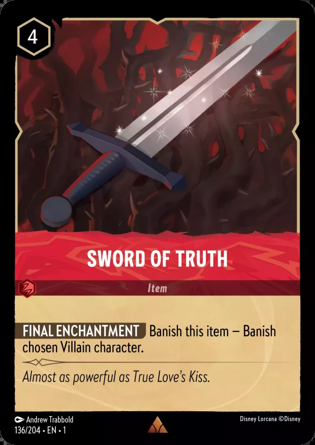 4
SWORD OF TRUTH
Item
FINAL ENCHANTMENT Banish this item – Banish
chosen Villain character.
Almost as powerful as True Love's Kiss.
Andrew Trabbold
Disney Lorcana ©Disney
136/204 • EN • 1